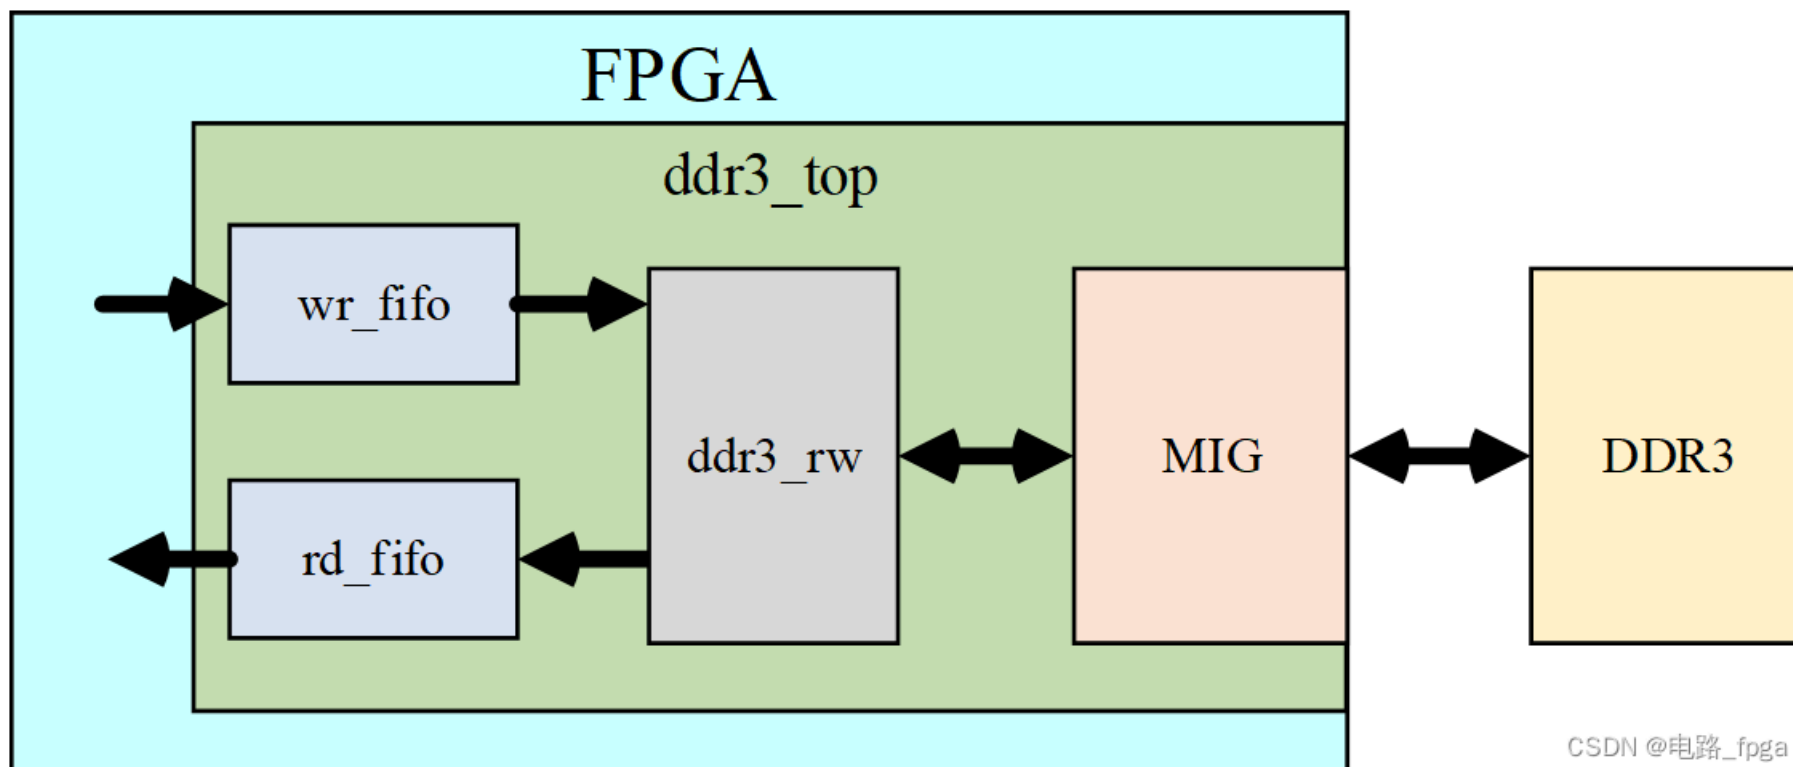 FPGA
ddr3_top
wr_fifo
ddr3_rw
MIG
DDR3
rd_fifo
CSDN @电路_fpga